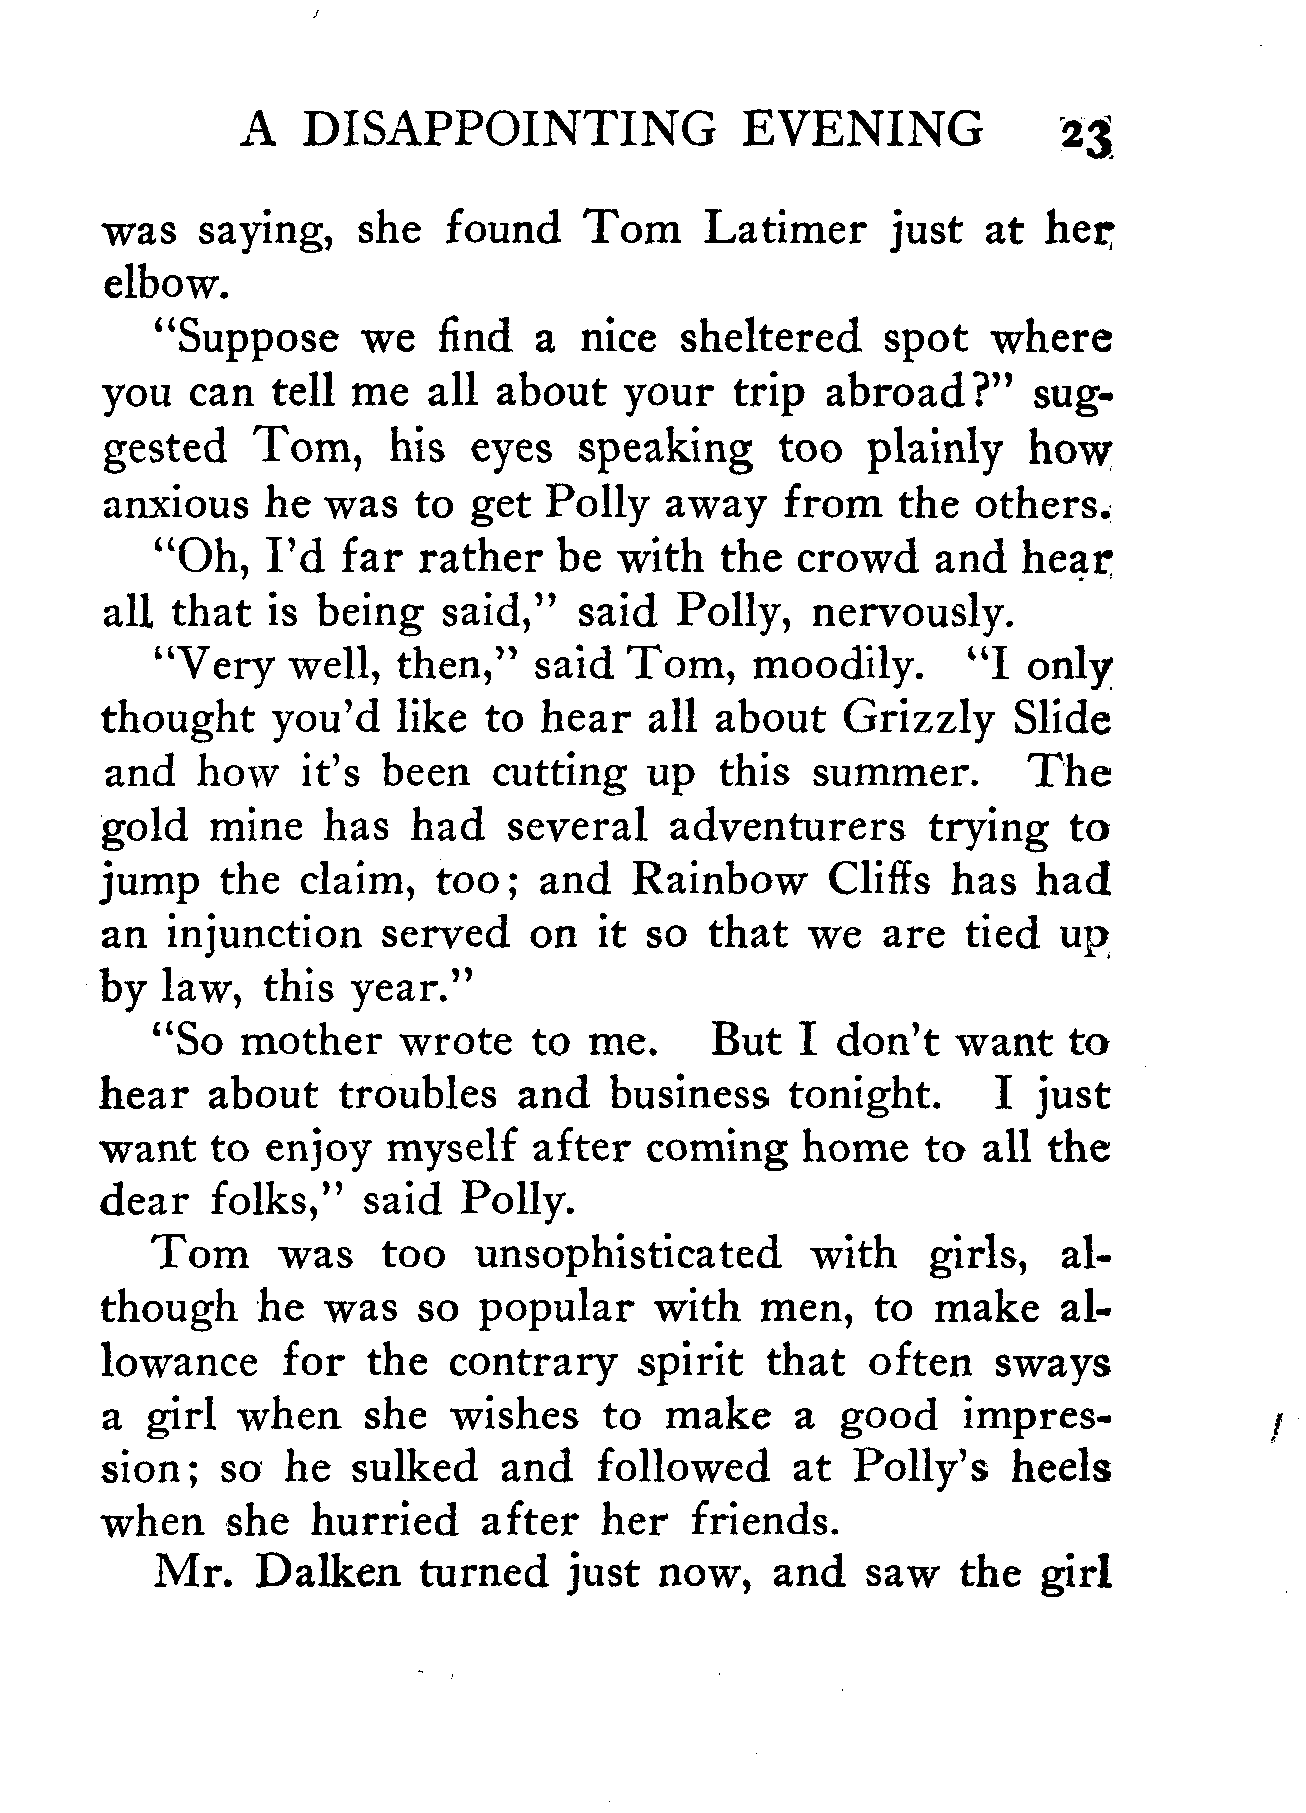 A DISAPPOINTING EVENING 23
was saying, she found Tom Latimer just at her
elbow.
"Suppose we find a nice sheltered spot where
you can tell me all about your trip abroad?" sug-
gested Tom, his eyes speaking too plainly how
anxious he was to get Polly away from the others.
"Oh, I'd far rather be with the crowd and hear
all that is being said," said Polly, nervously.
"Very well, then," said Tom, moodily. "I only
thought you'd like to hear all about Grizzly Slide
and how it's been cutting up this summer. The
gold mine has had several adventurers trying to
jump the claim, too; and Rainbow Cliffs has had
an injunction served on it so that we are tied up
by law, this year."
"So mother wrote to me. But I don't want to
hear about troubles and business tonight. I just
want to enjoy myself after coming home to all the
dear folks," said Polly.
Tom was too unsophisticated with girls, al-
though he was so popular with men, to make al-
lowance for the contrary spirit that often sways
a girl when she wishes to make a good impres-
sion; so he sulked and followed at Polly's heels
when she hurried after her friends.
Mr. Dalken turned just now, and saw the girl